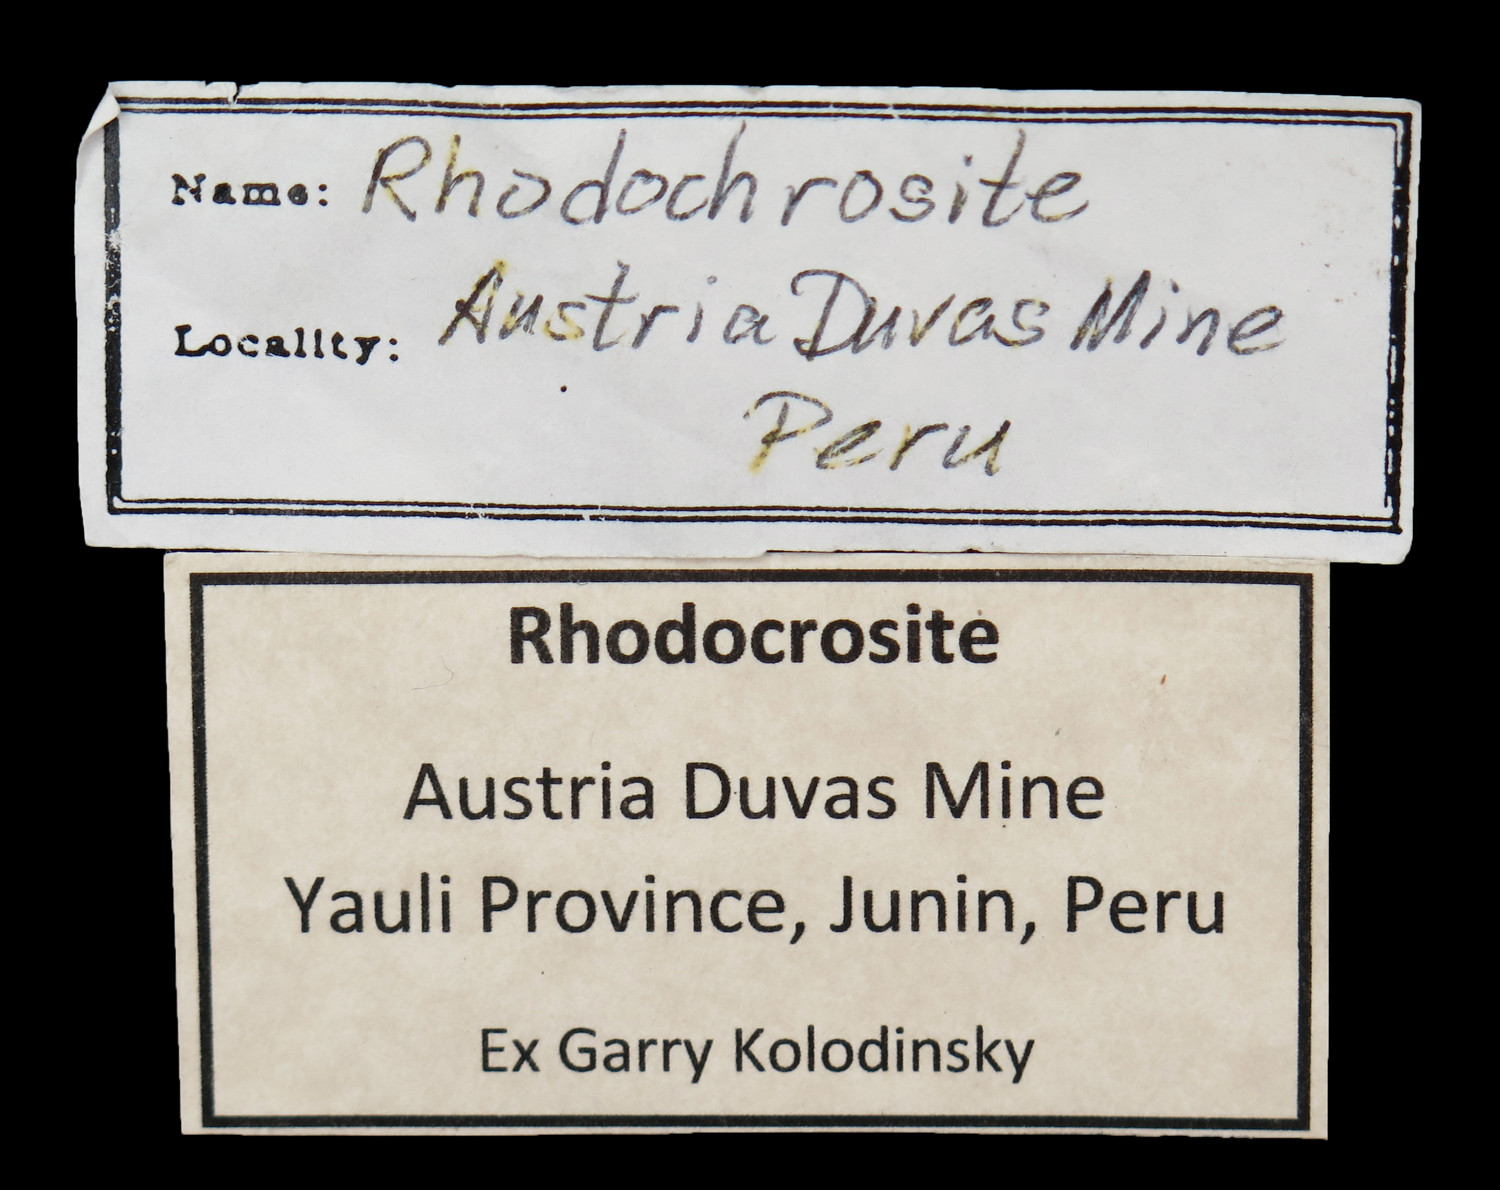 Name: Rhodochrosite
Locality: Austria Duvas Mine
Peru
Rhodocrosite
Austria Duvas Mine
Yauli Province, Junin, Peru
Ex Garry Kolodinsky